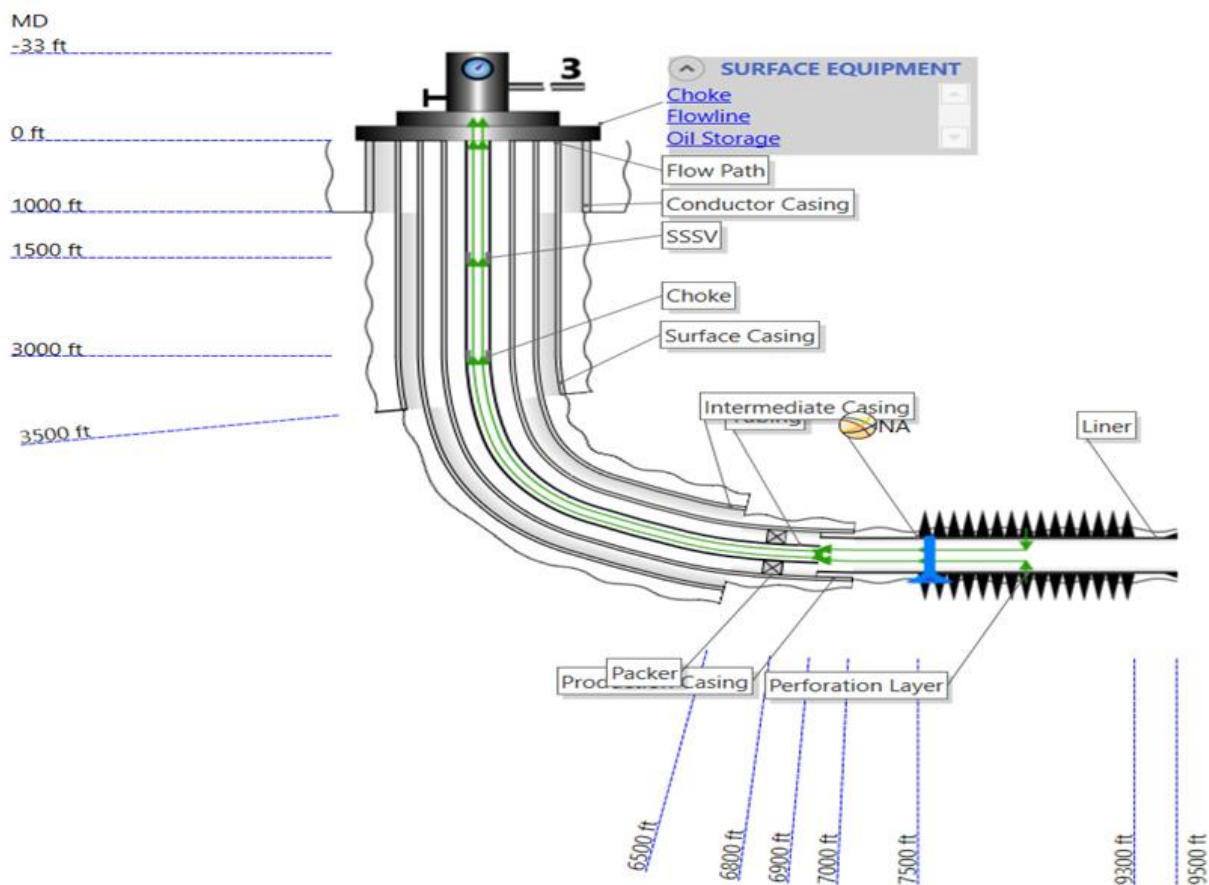 MD
-33 ft
3
SURFACE EQUIPMENT
Choke
Flowline
Oil Storage
0 ft
Flow Path
Conductor Casing
1000 ft
SSSV
1500 ft
Choke
Surface Casing
3000 ft
Intermediate Casing
Tubing
NA
Liner
3500 ft
Packer
Production Casing
Perforation Layer
6500 ft
6800 ft
6900 ft
7000 ft
7500 ft
9300 ft
9500 ft